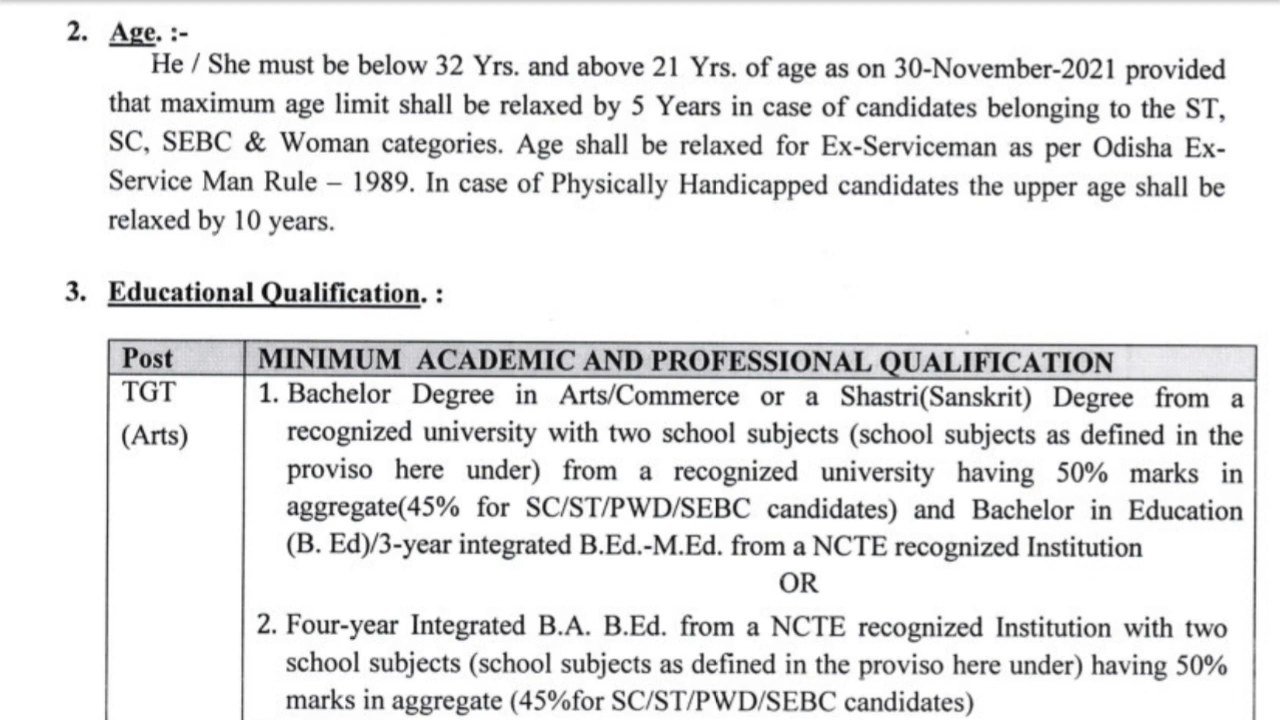 2. Age. :-
He / She must be below 32 Yrs. and above 21 Yrs. of age as on 30-November-2021 provided
that maximum age limit shall be relaxed by 5 Years in case of candidates belonging to the ST,
SC, SEBC & Woman categories. Age shall be relaxed for Ex-Serviceman as per Odisha Ex-
Service Man Rule – 1989. In case of Physically Handicapped candidates the upper age shall be
relaxed by 10 years.
3. Educational Qualification. :
Post MINIMUM ACADEMIC AND PROFESSIONAL QUALIFICATION
TGT
(Arts)
1. Bachelor Degree in Arts/Commerce or a Shastri(Sanskrit) Degree from a
recognized university with two school subjects (school subjects as defined in the
proviso here under) from a recognized university having 50% marks in
aggregate(45% for SC/ST/PWD/SEBC candidates) and Bachelor in Education
(B. Ed)/3-year integrated B.Ed.-M.Ed. from a NCTE recognized Institution
OR
2. Four-year Integrated B.A. B.Ed. from a NCTE recognized Institution with two
school subjects (school subjects as defined in the proviso here under) having 50%
marks in aggregate (45%for SC/ST/PWD/SEBC candidates)